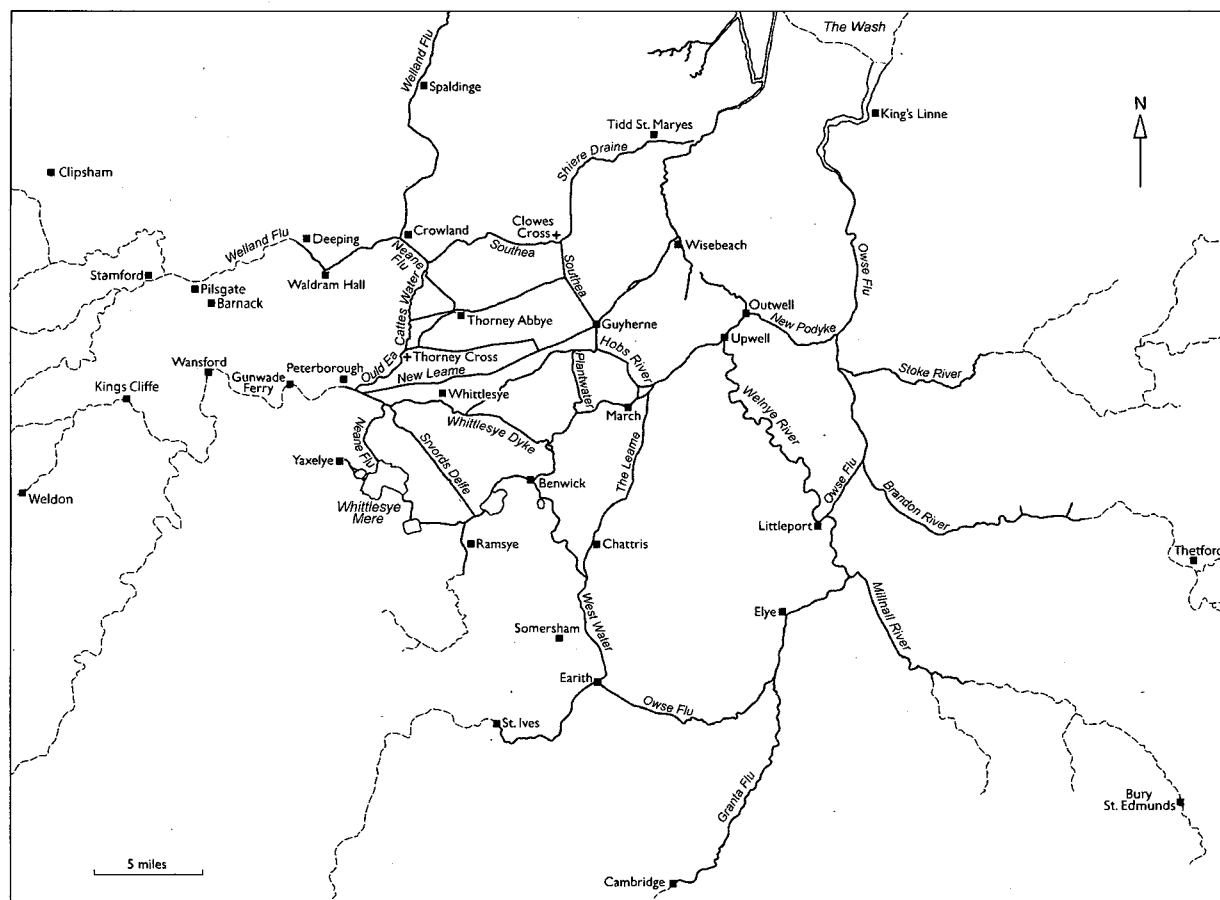 The Wash
Welland Flu
Spaldinge
King's Linne
N
Tidd St. Maryes
Shiere Draine
Clipsham
Clowes
Cross
Crowland
Deeping
Welland Flu
Neane
Flu
Southea
Wisebeach
Owse Flu
Stamford
Waldram Hall
Pilsgate
Barnack
Cattes Water
Southea
Thorney Abbye
Guyherne
Outwell
New Podyke
Upwell
Hobs River
Ould Ea
Thorney Cross
New Leame
Plantwater
Wansford
Peterborough
Gunwade
Ferry
Kings Cliffe
Stoke River
Whittlesye
March
Welnye River
Whittlesye Dyke
Neane Flu
Srvords Delfe
The Leame
Yaxelye
Benwick
Owse Flu
Weldon
Whittlesye
Mere
Brandon River
Littleport
Ramsye
Chattris
Thetford
Millnall River
Elye
West Water
Somersham
Earith
Owse Flu
St. Ives
Granta Flu
Bury
St. Edmunds
5 miles
Cambridge